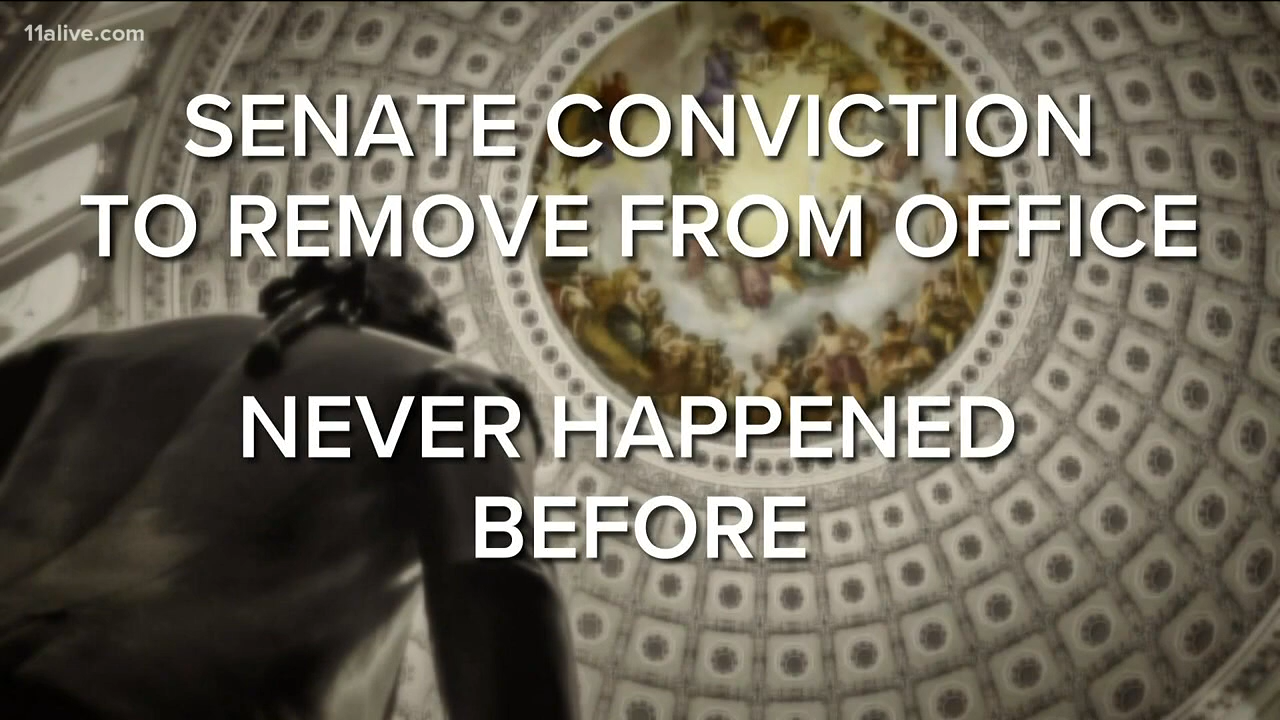 11alive.com
SENATE CONVICTION
TO REMOVE FROM OFFICE
NEVER HAPPENED
BEFORE